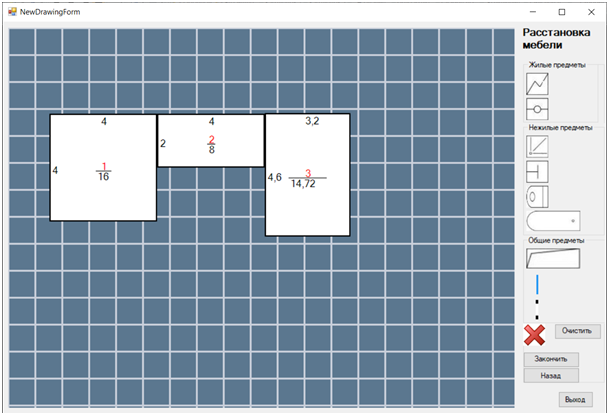 NewDrawingForm
Расстановка
мебели
Жилые предметы
Нежилые предметы
Общие предметы
Очистить
Закончить
Назад
Выход
4
4
1
16
4
2
2
8
3,2
4,6
3
14,72